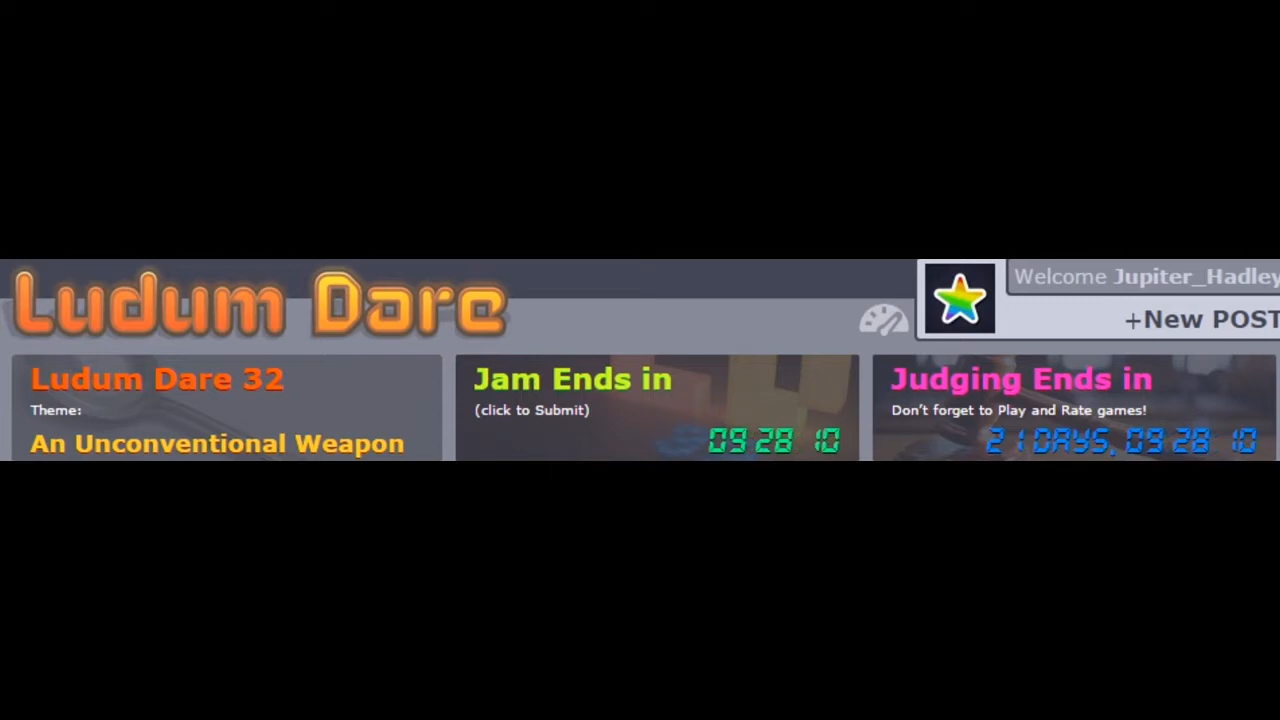 Ludum Dare
Welcome Jupiter_Hadley
+New POST
Ludum Dare 32
Theme:
An Unconventional Weapon
Jam Ends in
(click to Submit)
09 28 10
Judging Ends in
Don't forget to Play and Rate games!
21 DAYS, 09 28 10